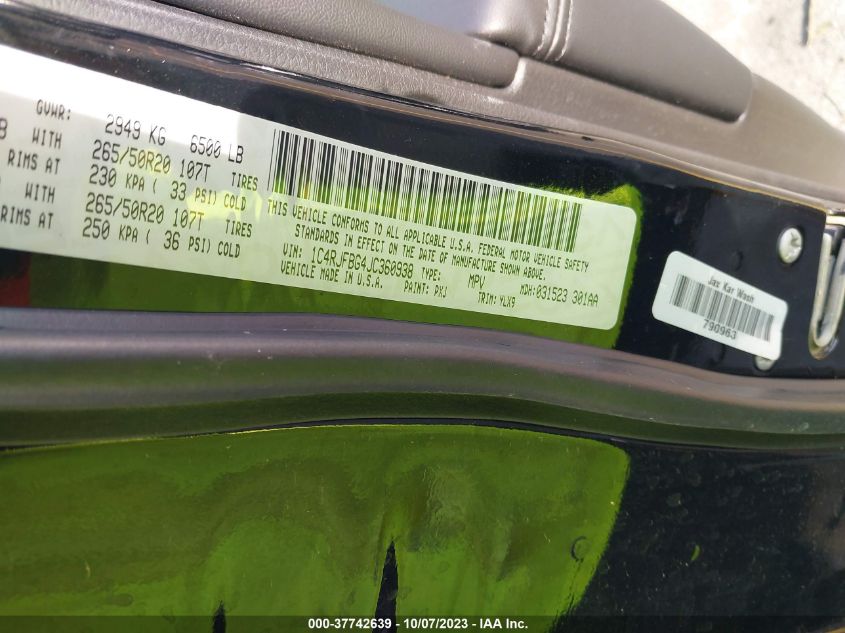 GVWR: 2949 KG 6500 LB
B WITH 265/50R20 107T TIRES
RIMS AT 230 KPA ( 33 PSI) COLD
WITH 265/50R20 107T TIRES
RIMS AT 250 KPA ( 36 PSI) COLD
THIS VEHICLE CONFORMS TO ALL APPLICABLE U.S.A. FEDERAL MOTOR VEHICLE SAFETY
STANDARDS IN EFFECT ON THE DATE OF MANUFACTURE SHOWN ABOVE.
VIN: 1C4RJFBG4JC360938 TYPE: MPV MDH:031523 301AA
VEHICLE MADE IN U.S.A. PAINT: PXJ TRIM: YLX9
Jax Kar Wash
790963
000-37742639 - 10/07/2023 - IAA Inc.